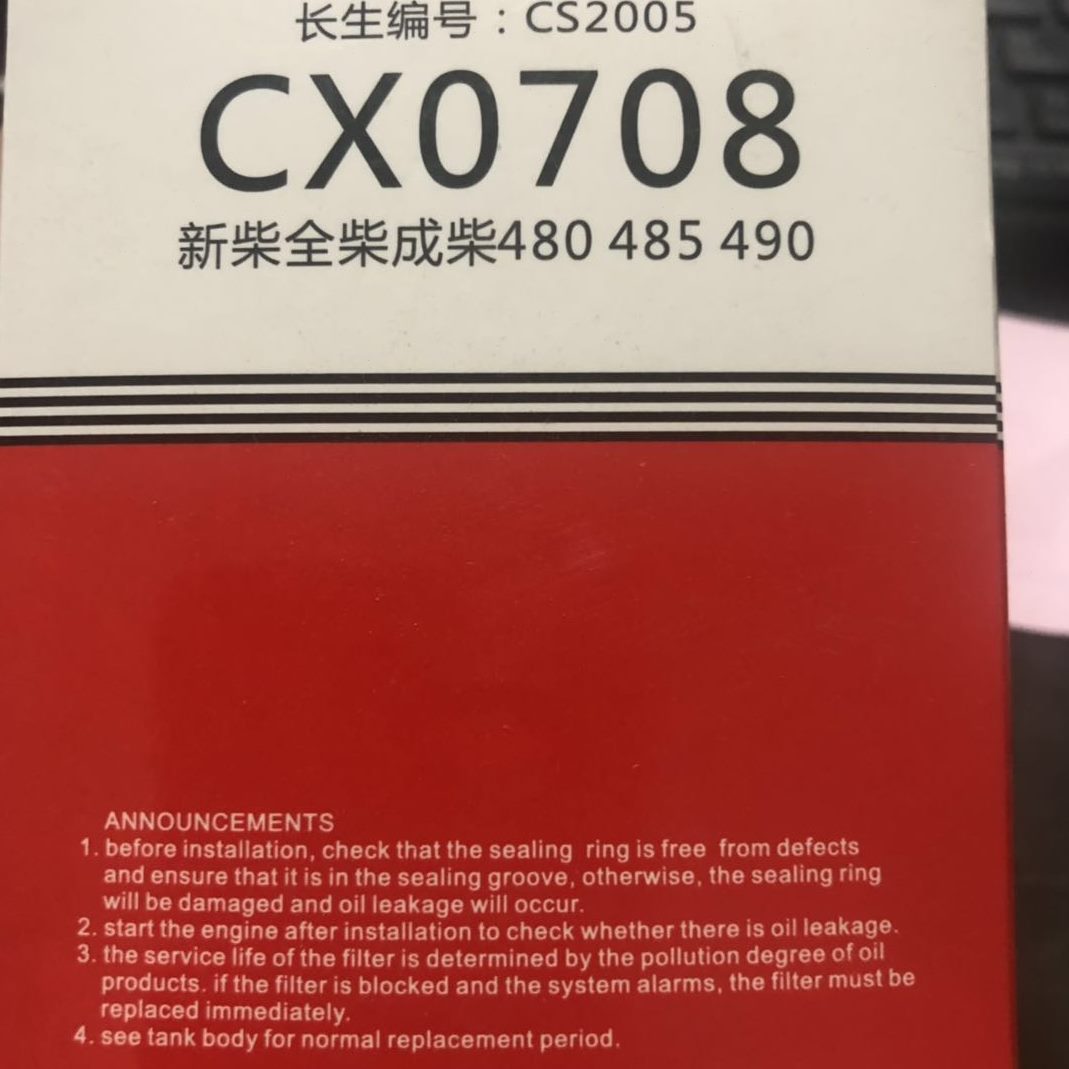 长生编号：CS2005
CX0708
新柴全柴成柴480 485 490
ANNOUNCEMENTS
1. before installation, check that the sealing ring is free from defects
and ensure that it is in the sealing groove, otherwise, the sealing ring
will be damaged and oil leakage will occur.
2. start the engine after installation to check whether there is oil leakage.
3. the service life of the filter is determined by the pollution degree of oil
products. if the filter is blocked and the system alarms, the filter must be
replaced immediately.
4. see tank body for normal replacement period.